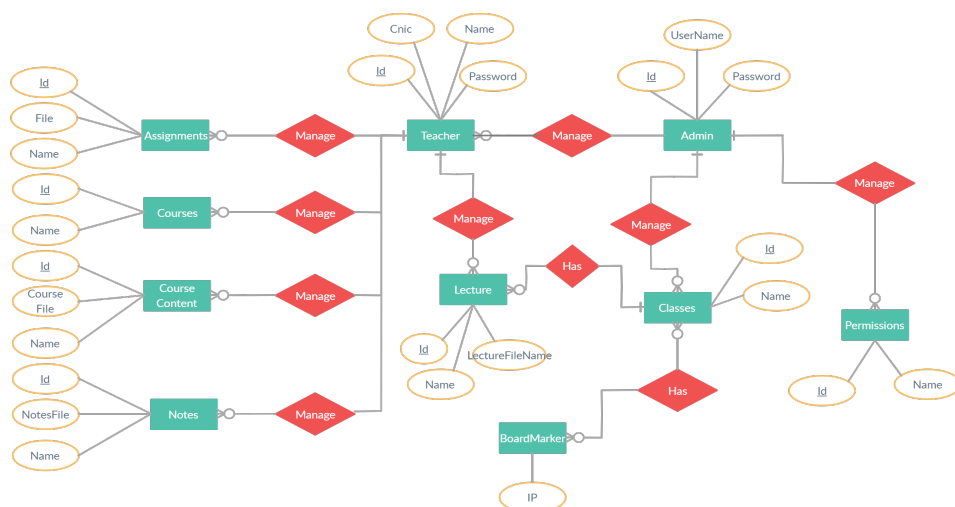 Cnic
Name
UserName
Id
Password
Id
Password
Id
File
Name
Assignments
Manage
Teacher
Manage
Admin
Manage
Id
Name
Courses
Manage
Manage
Manage
Id
Course
File
Name
Course
Content
Manage
Lecture
Has
Classes
Id
Name
Permissions
Id
Name
LectureFileName
Id
Name
Id
NotesFile
Name
Notes
Manage
Has
BoardMarker
IP